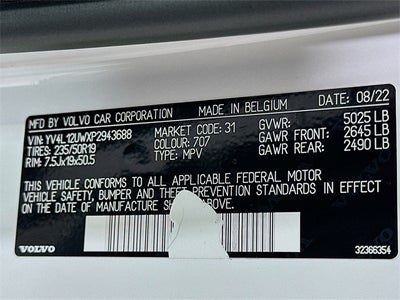 MFD BY VOLVO CAR CORPORATION MADE IN BELGIUM DATE: 08/22
VIN: YV4L12UWXP2943688 MARKET CODE: 31 GVWR: 5025 LB
TIRES: 235/50R19 COLOUR: 707 GAWR FRONT: 2645 LB
RIM: 7.5Jx19x50.5 TYPE: MPV GAWR REAR: 2490 LB
THIS VEHICLE CONFORMS TO ALL APPLICABLE FEDERAL MOTOR
VEHICLE SAFETY, BUMPER AND THEFT PREVENTION STANDARDS IN EFFECT
ON THE DATE OF MANUFACTURE SHOWN ABOVE.
VOLVO 32366354